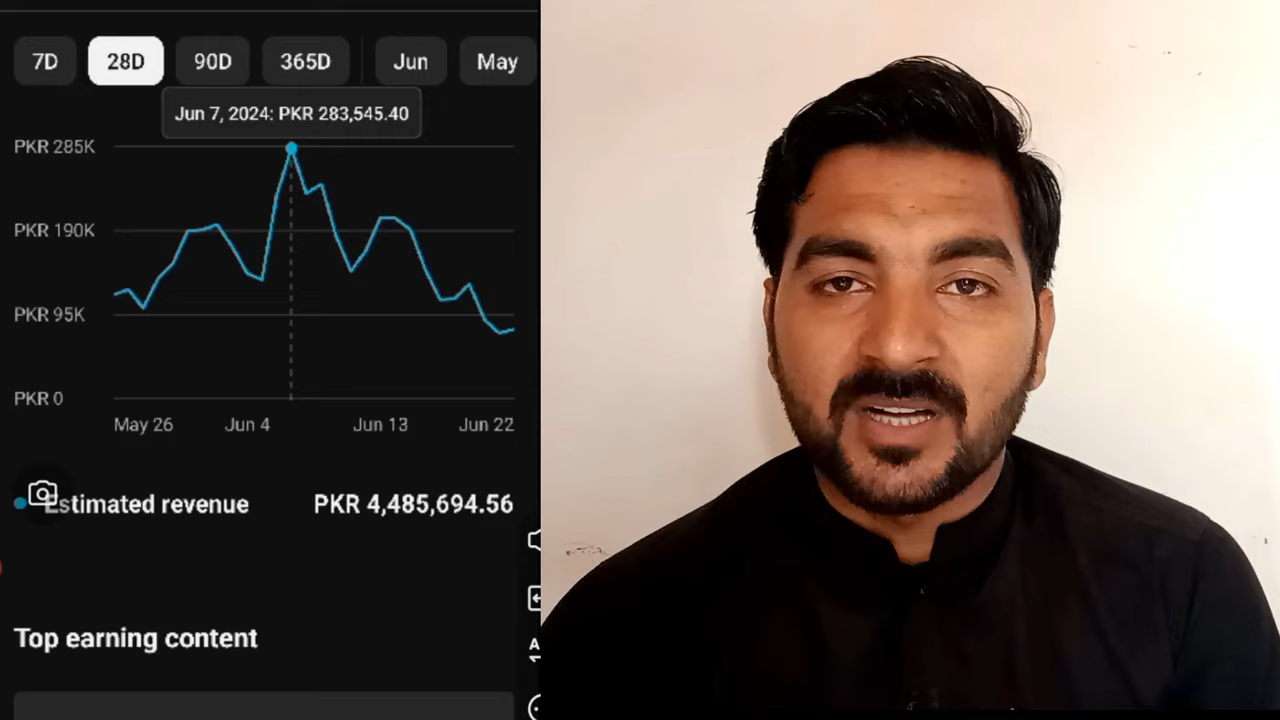 7D 28D 90D 365D Jun May
Jun 7, 2024: PKR 283,545.40
PKR 285K
PKR 190K
PKR 95K
PKR 0
May 26 Jun 4 Jun 13 Jun 22
Estimated revenue PKR 4,485,694.56
Top earning content